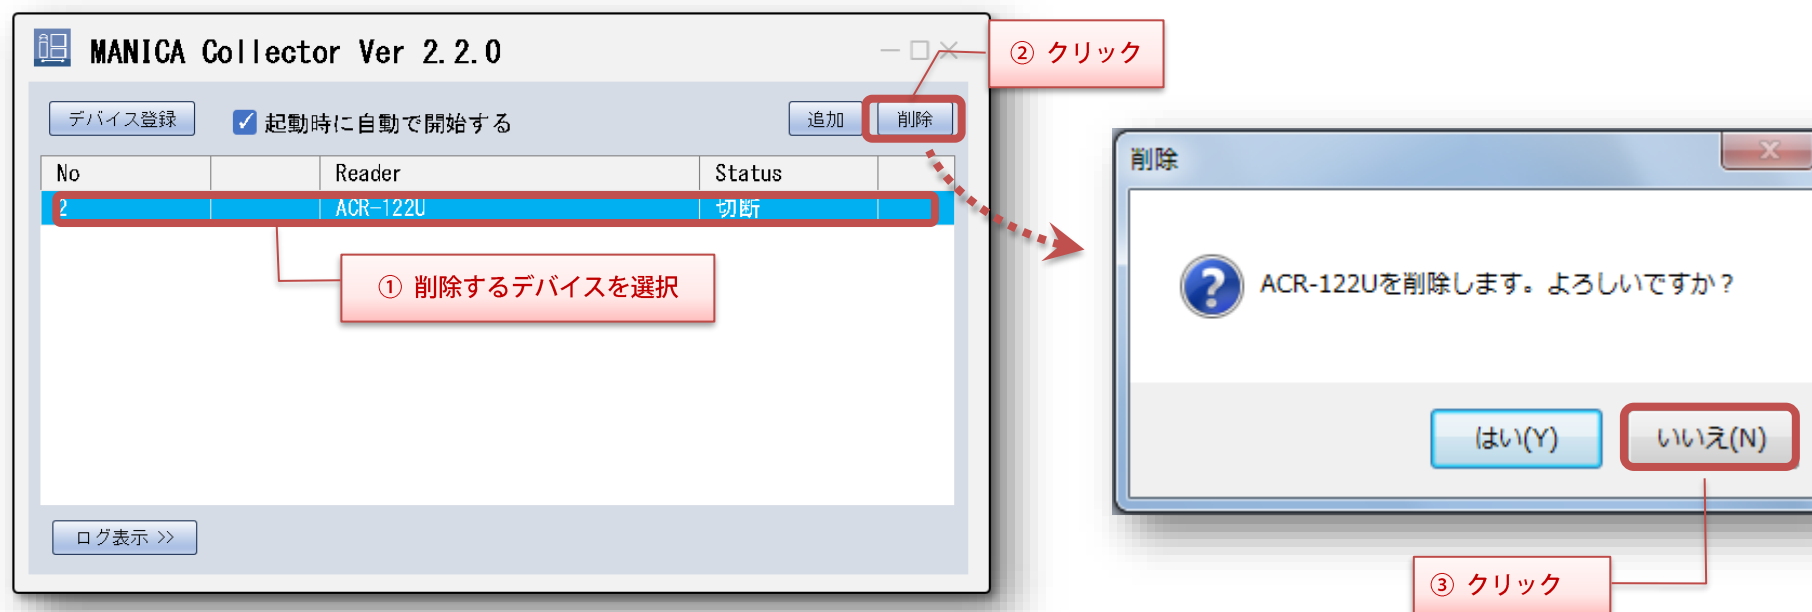 MANICA Collector Ver 2.2.0
② クリック
デバイス登録
起動時に自動で開始する
追加
削除
No
Reader
Status
2
ACR-122U
切断
① 削除するデバイスを選択
ログ表示 >>
削除
ACR-122Uを削除します。よろしいですか？
はい(Y)
いいえ(N)
③ クリック